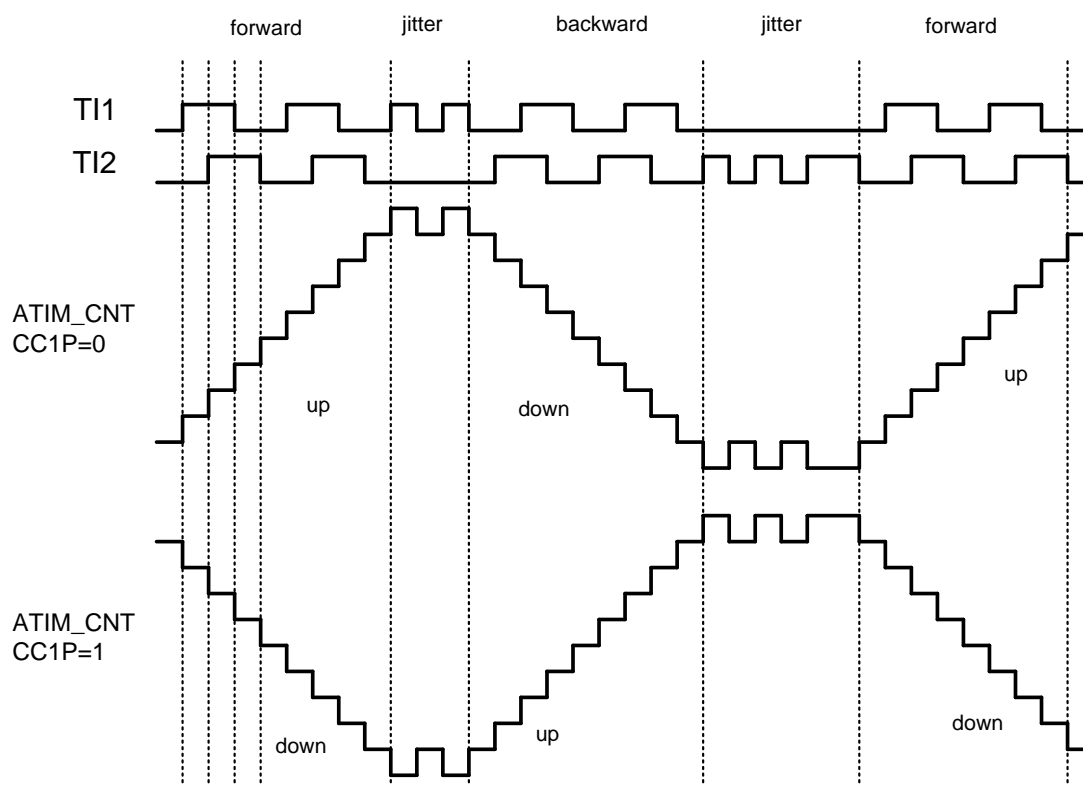 forward jitter backward jitter forward
TI1
TI2
ATIM_CNT
CC1P=0
up
down
up
ATIM_CNT
CC1P=1
down
up
down